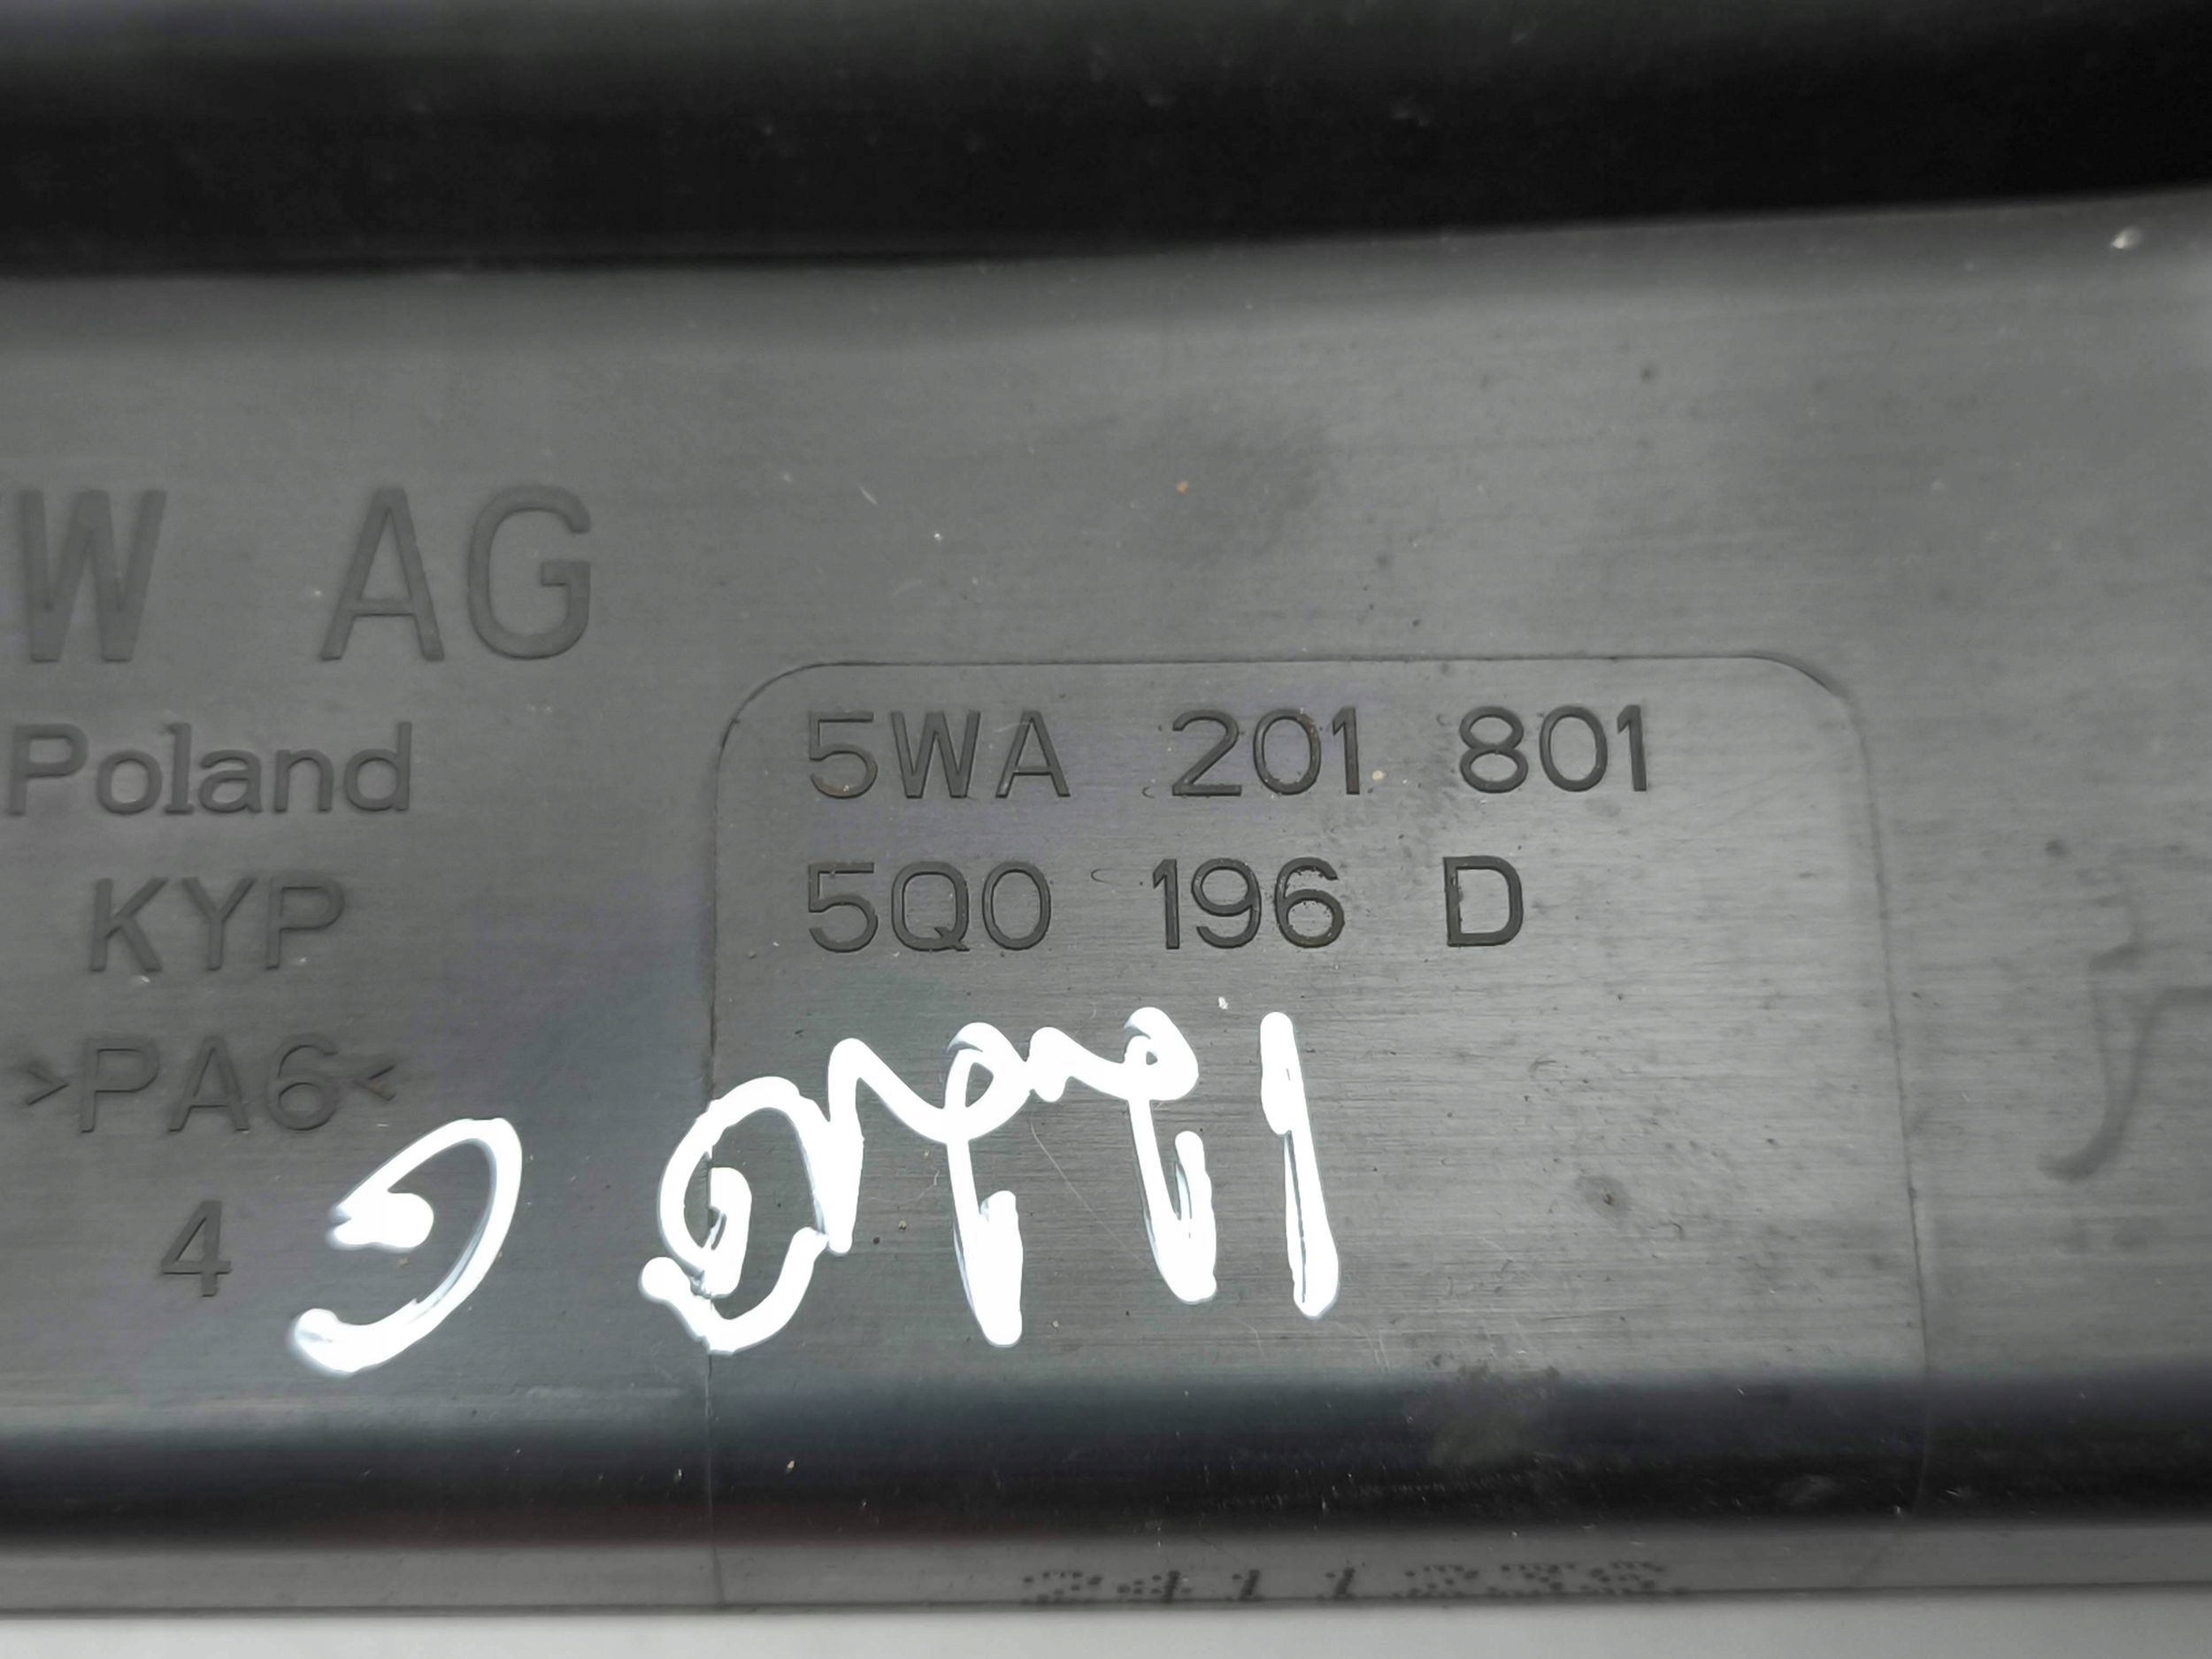 W AG
Poland
KYP
>PA6<
4
5WA 201 801
5Q0 196 D